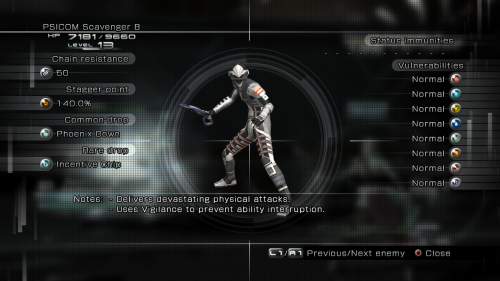 PSICOM Scavenger B
HP 7181/9660
LEVEL 13
Chain resistance
50
Stagger point
140.0%
Common drop
Phoenix Down
Rare drop
Incentive Chip
Status Immunities
Vulnerabilities
Normal
Normal
Normal
Normal
Normal
Normal
Normal
Normal
Notes: - Delivers devastating physical attacks.
Uses Vigilance to prevent ability interruption.
L1/R1 Previous/Next enemy Close